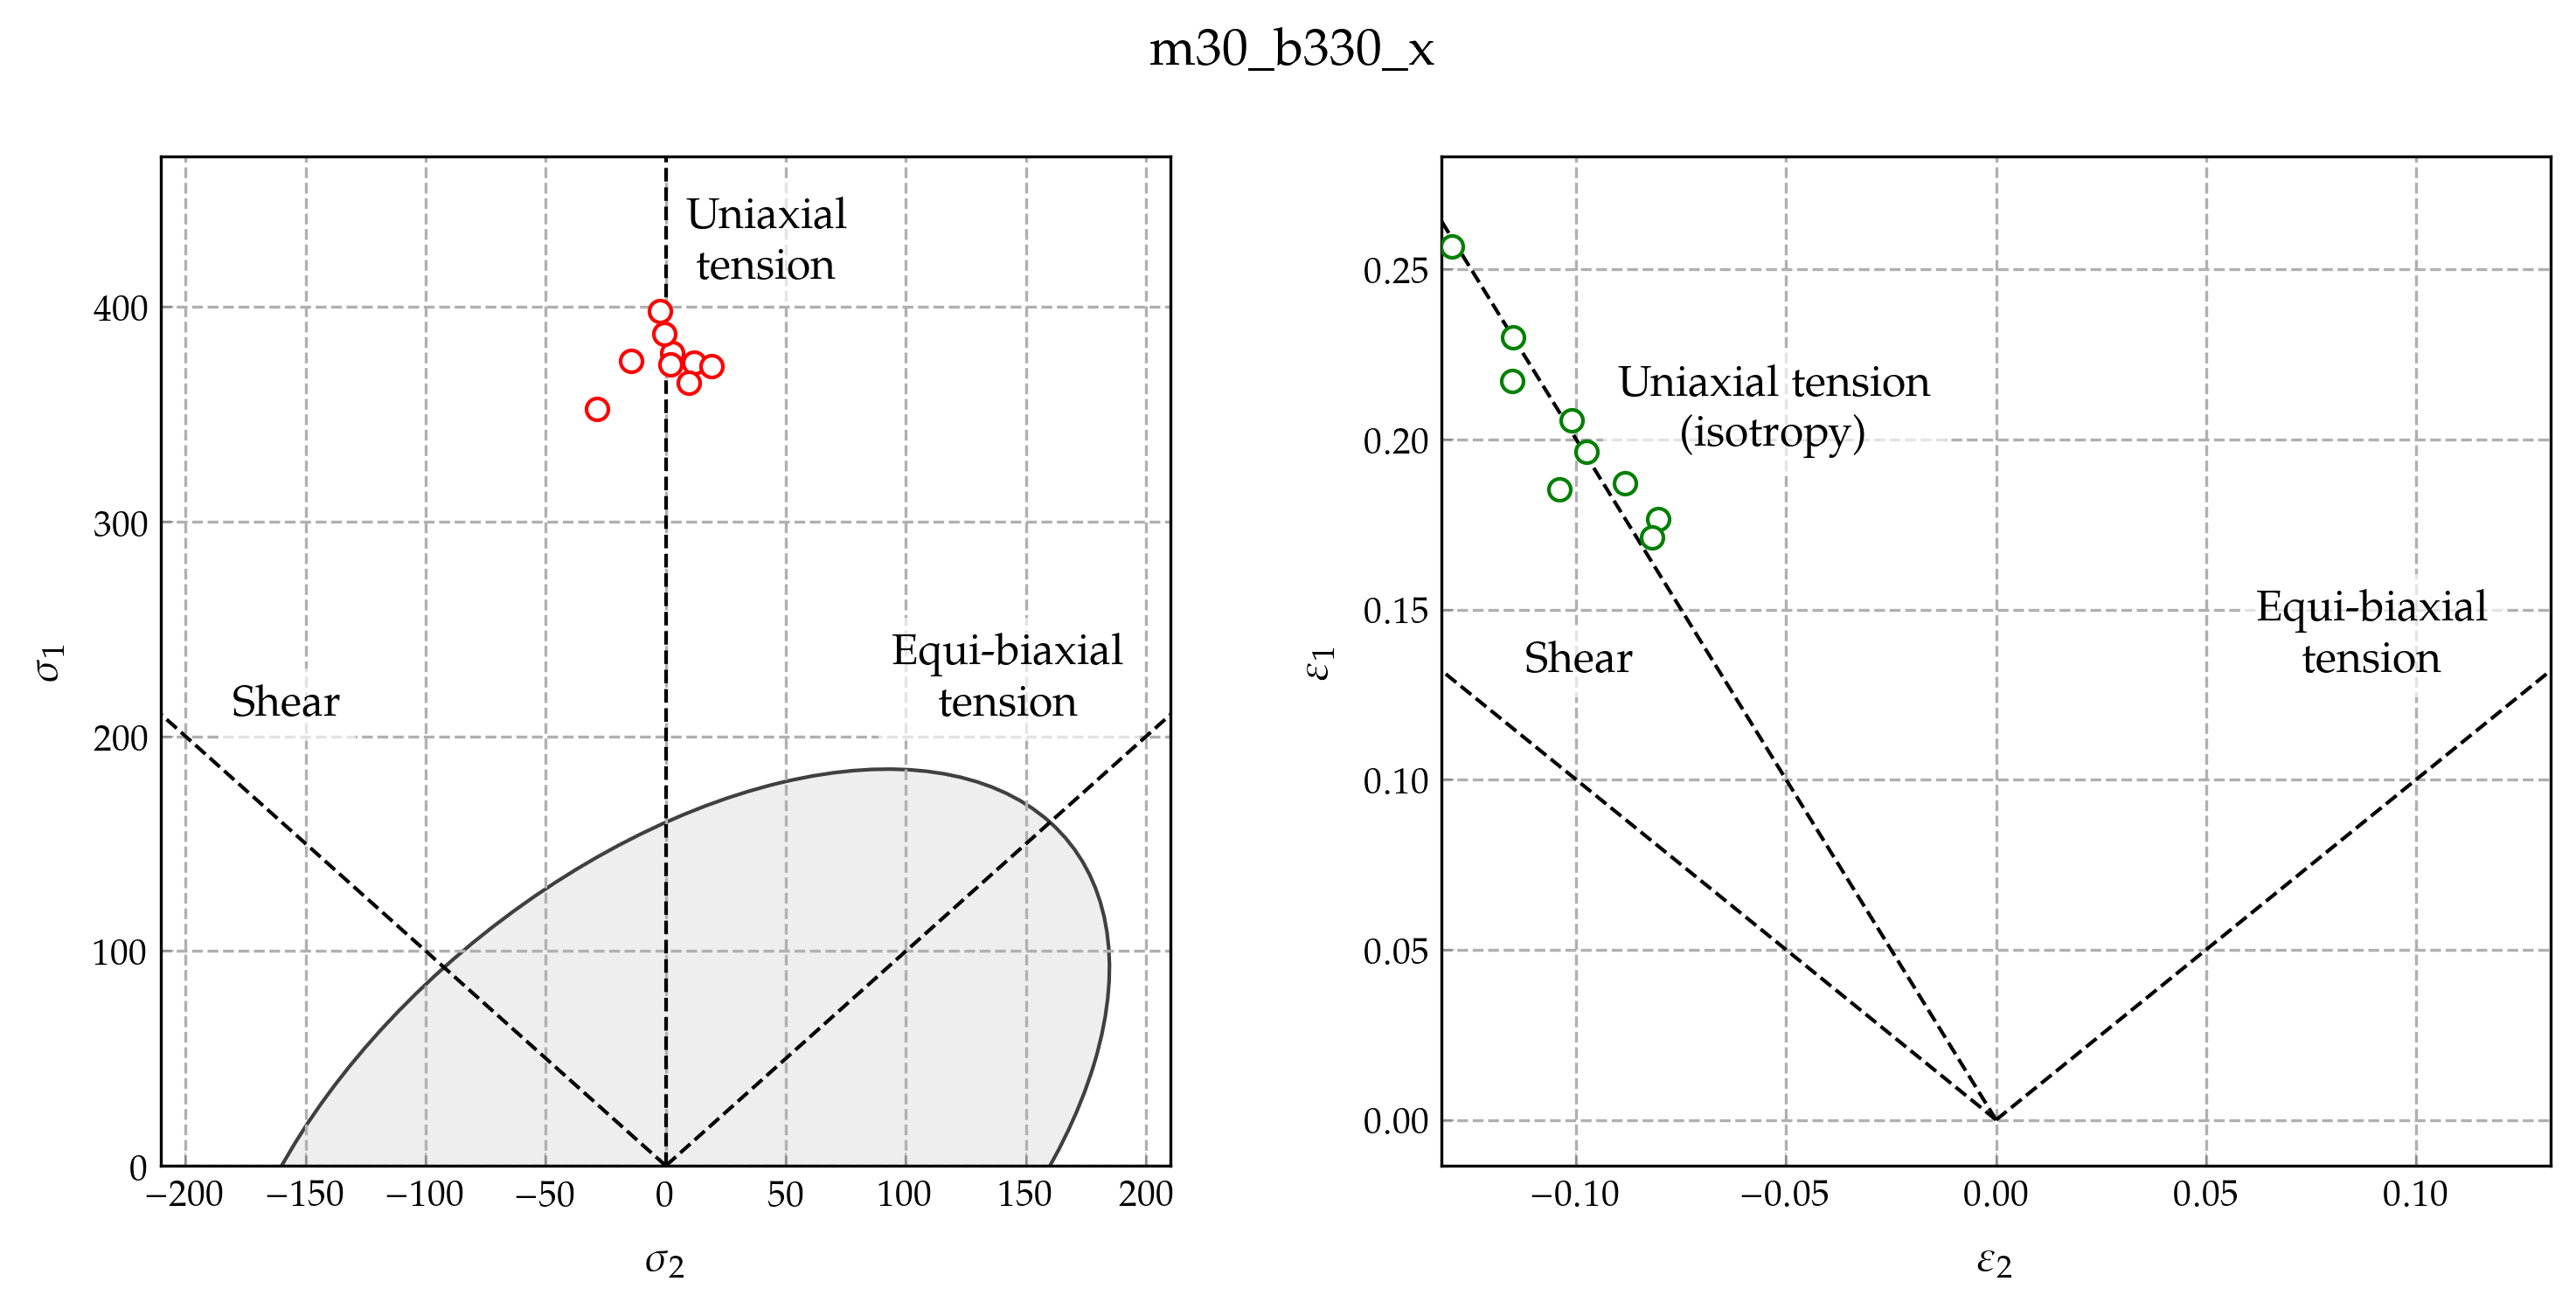 m30_b330_x
Uniaxial
tension
Equi-biaxial
tension
Shear
σ1
400
300
200
100
0
−200 −150 −100 −50 0 50 100 150 200
σ2
Uniaxial tension
(isotropy)
Equi-biaxial
tension
Shear
ε1
0.25
0.20
0.15
0.10
0.05
0.00
−0.10 −0.05 0.00 0.05 0.10
ε2